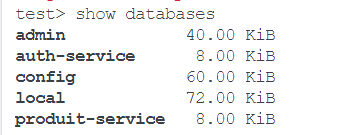 test> show databases
admin 40.00 KiB
auth-service 8.00 KiB
config 60.00 KiB
local 72.00 KiB
produit-service 8.00 KiB